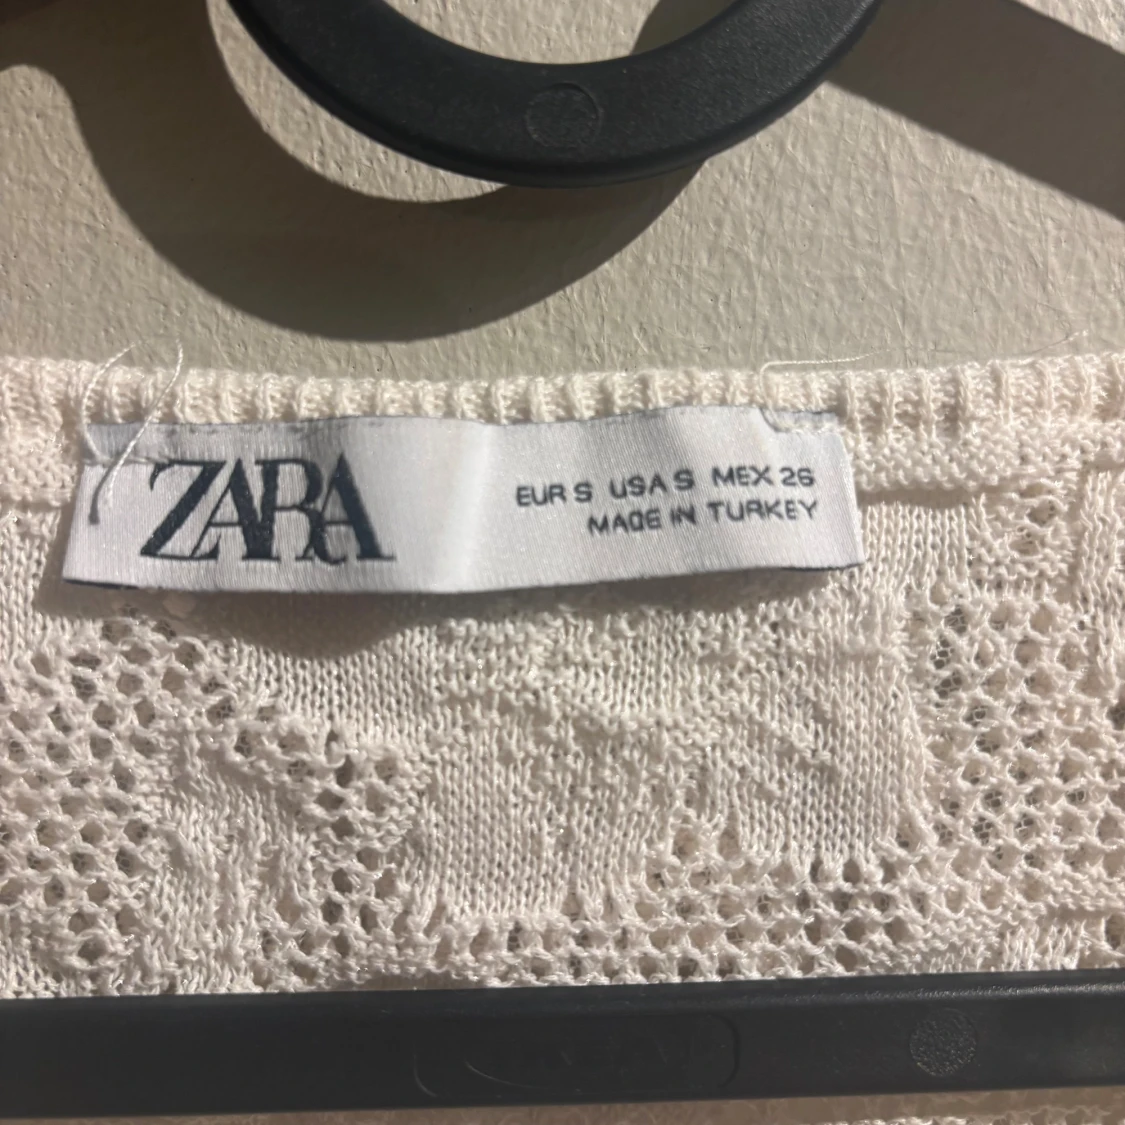 ZARA
EUR S USA S MEX 26
MADE IN TURKEY